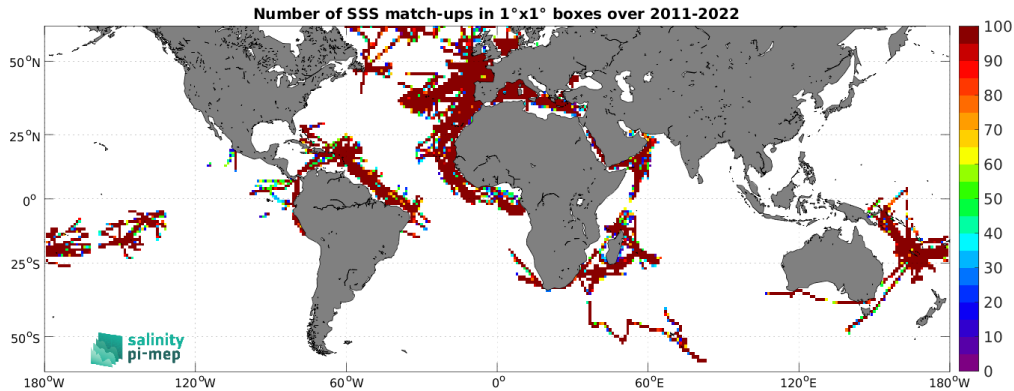 Number of SSS match-ups in 1°x1° boxes over 2011-2022
50°N
25°N
0°
25°S
50°S
180°W 120°W 60°W 0° 60°E 120°E 180°W
100
90
80
70
60
50
40
30
20
10
0
salinity
pi-mep